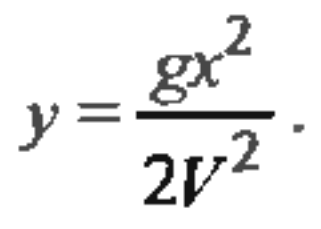 y = gx²/2V².